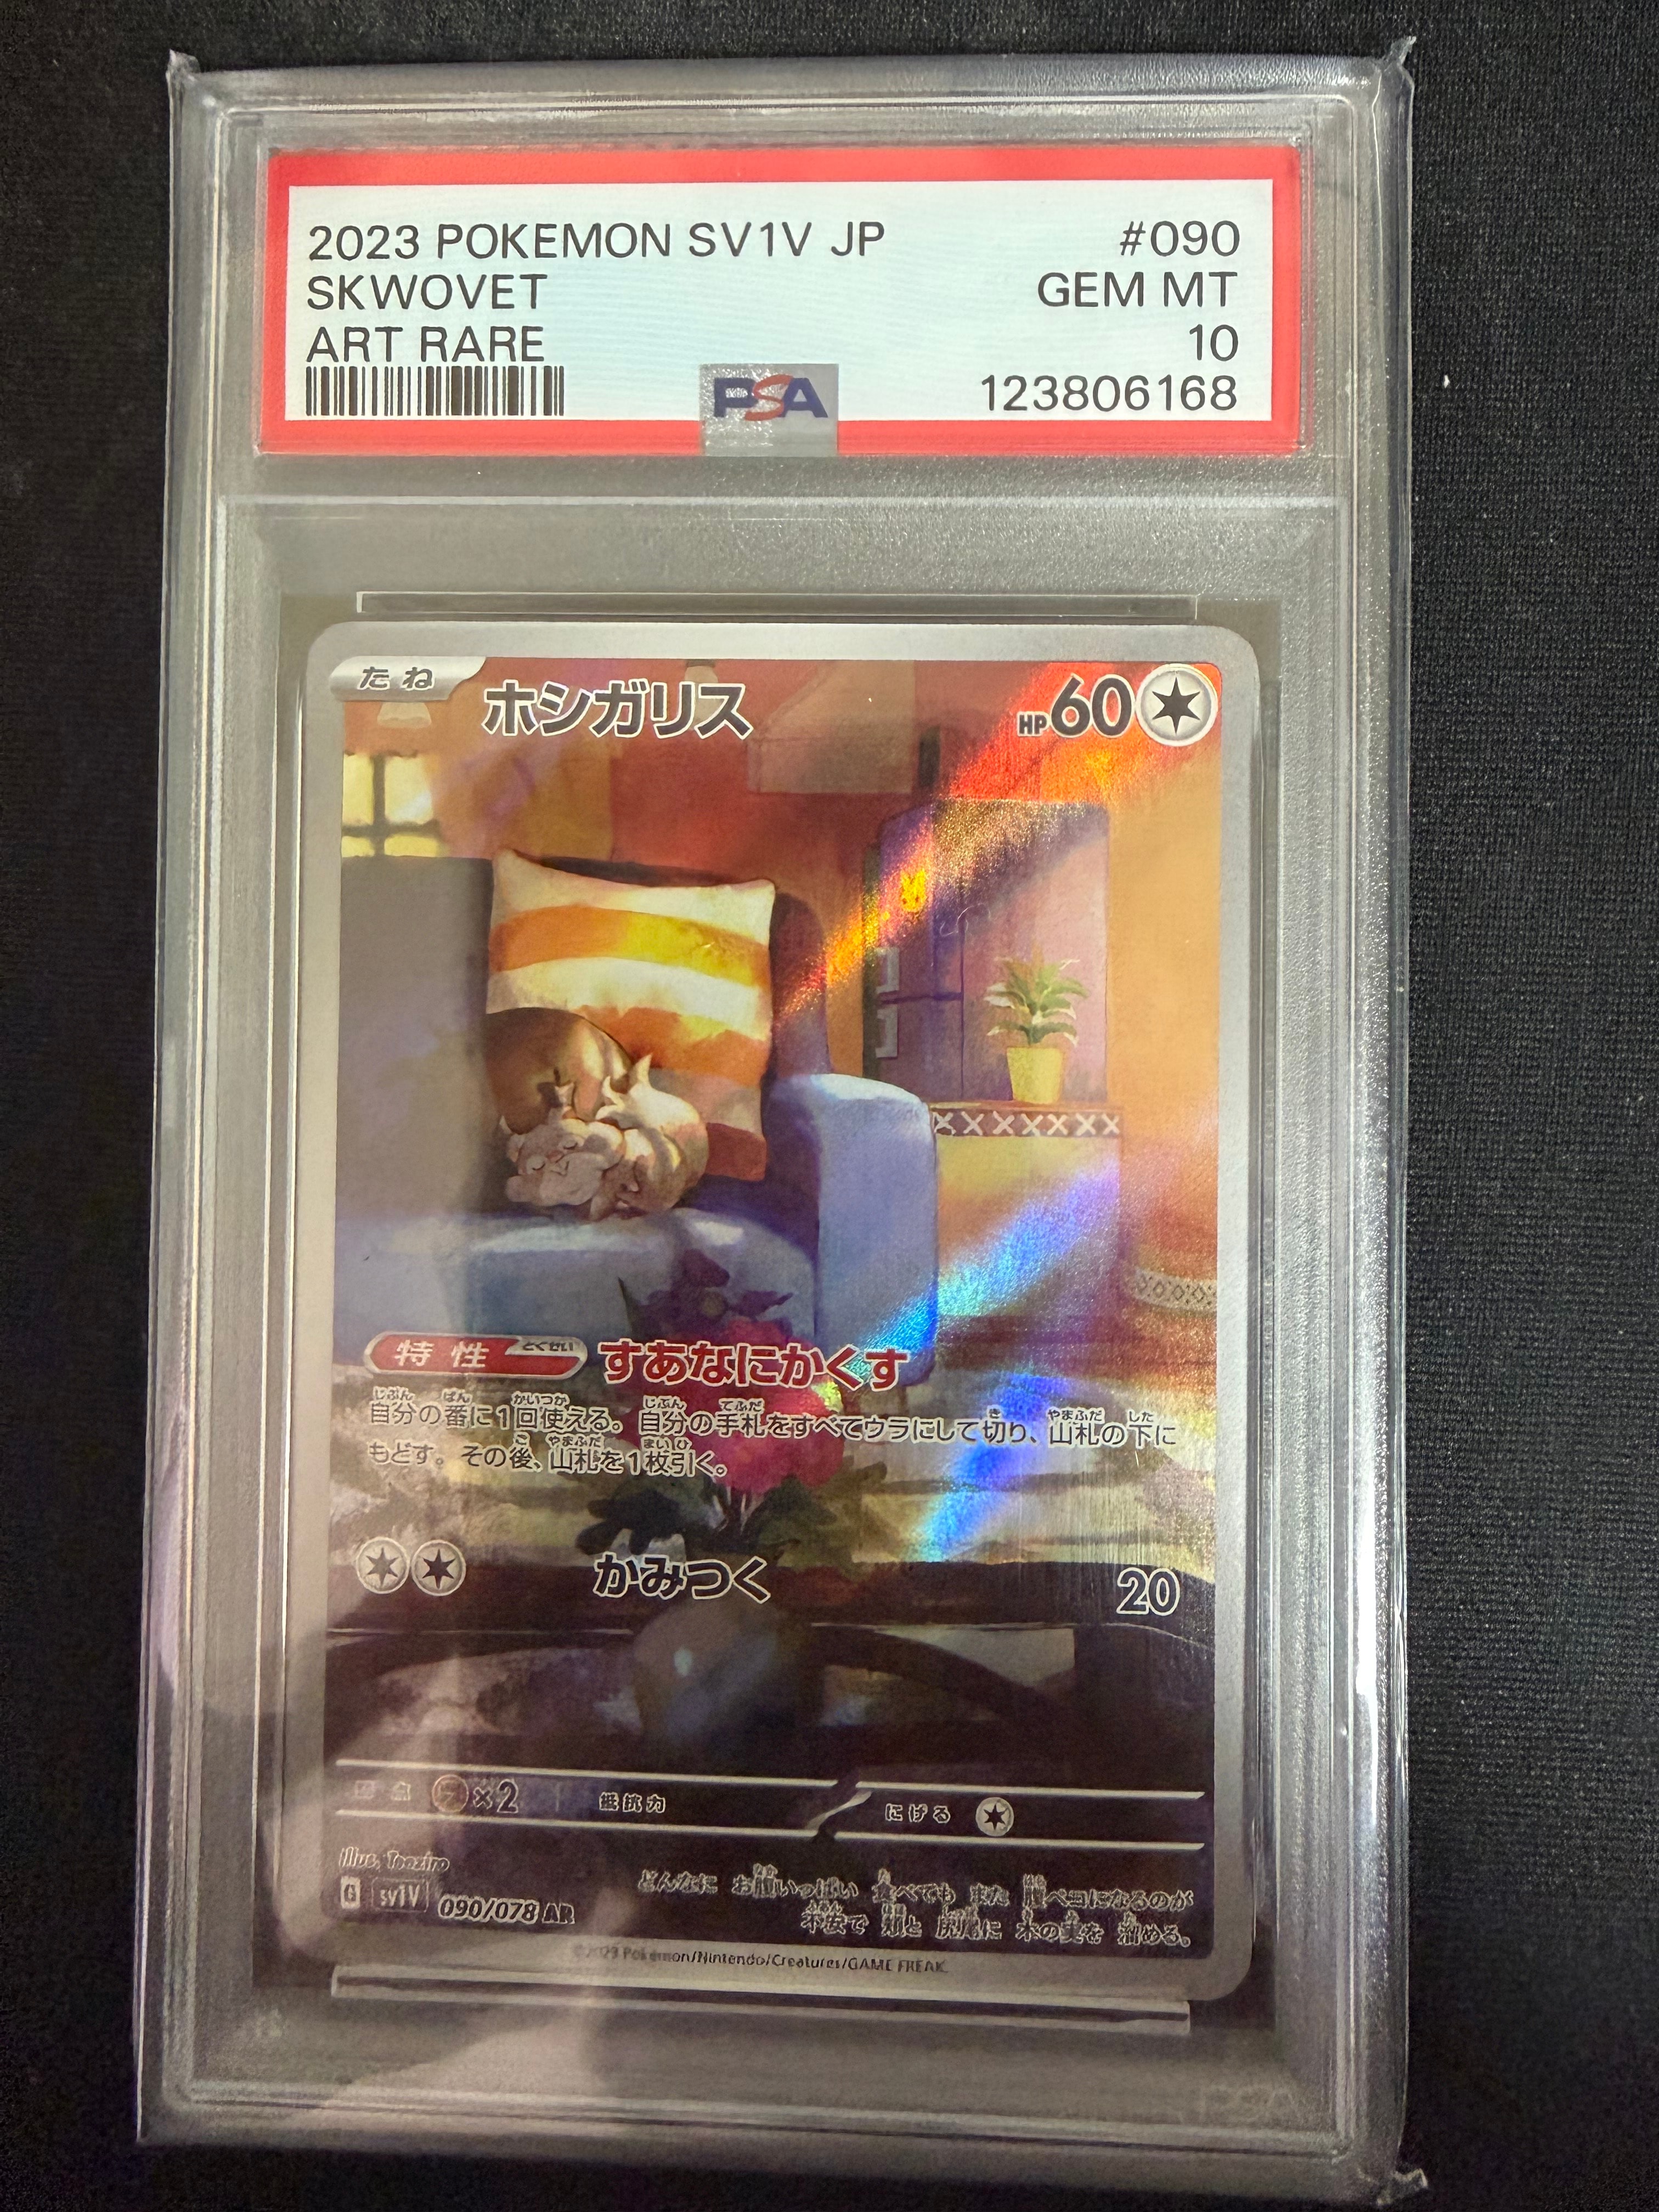 2023 POKEMON SV1V JP #090
SKWOVET GEM MT
ART RARE 10
PSA 123806168
たね ホシガリス HP60
特性 とくせい すあなにかくす
自分の番に1回使える。自分の手札をすべてウラにして切り、山札の下に
もどす。その後、山札を1枚引く。
かみつく 20
弱点 ×2 抵抗力 にげる
illus. Tonziro
G sv1V 090/078 AR
どんなに お腹いっぱい 食べても また 腹ペコになるのが
不安で 頬と 尻尾に 木の実を 溜める。
©2023 Pokémon/Nintendo/Creatures/GAME FREAK.